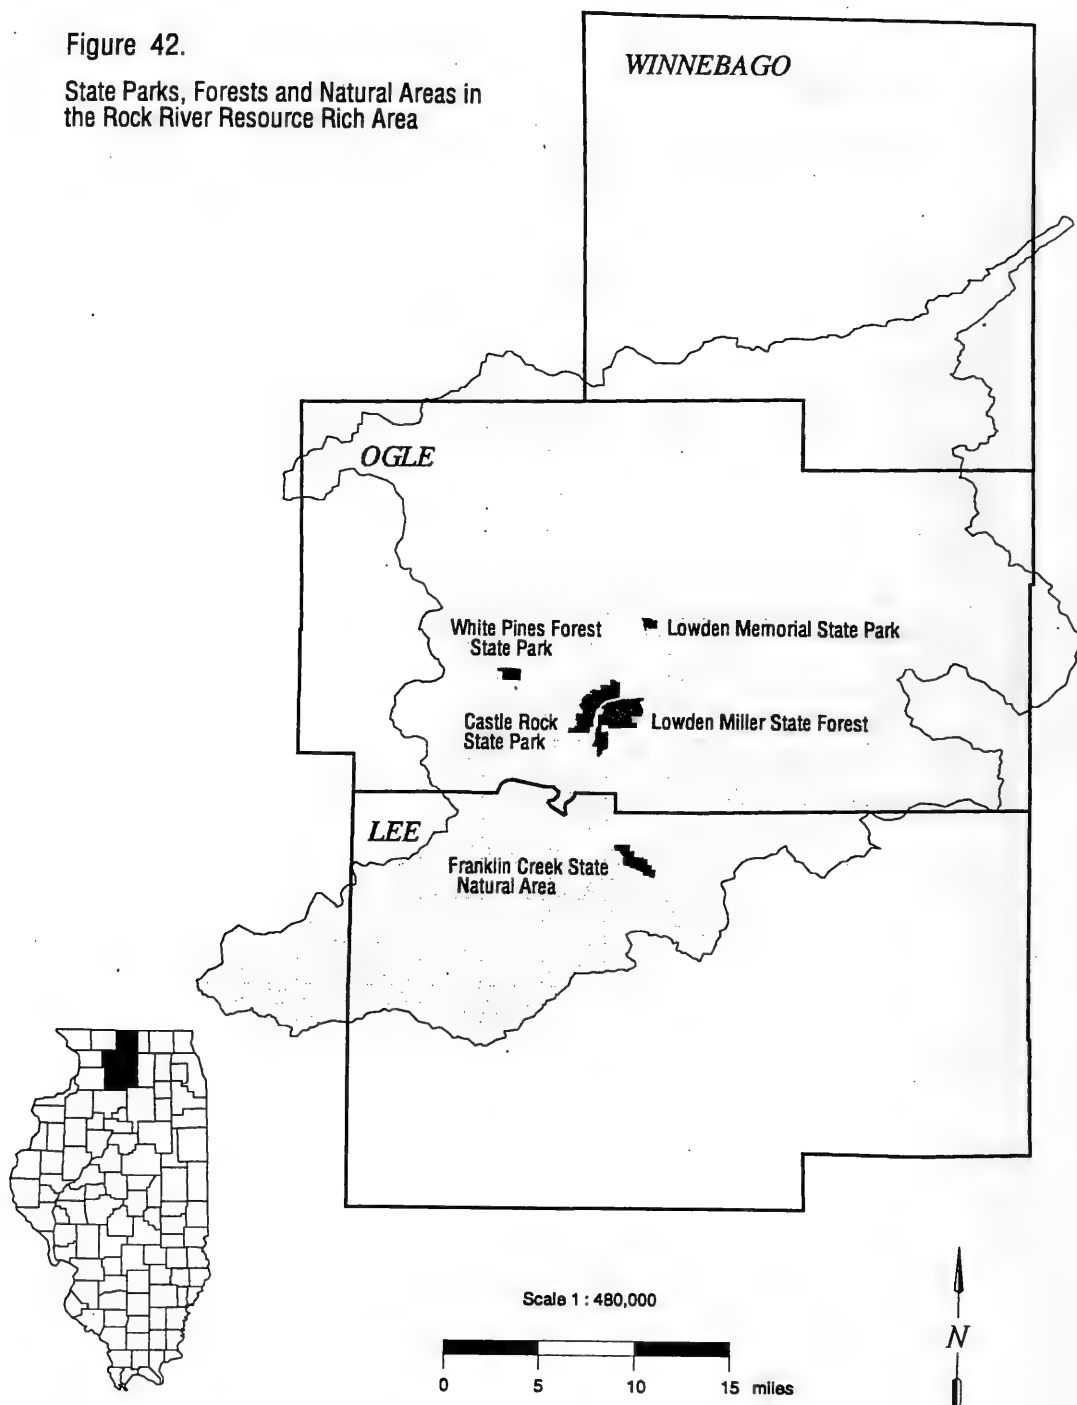 Figure 42.
State Parks, Forests and Natural Areas in
the Rock River Resource Rich Area
WINNEBAGO
OGLE
White Pines Forest
State Park
Lowden Memorial State Park
Castle Rock
State Park
Lowden Miller State Forest
LEE
Franklin Creek State
Natural Area
Scale 1 : 480,000
0 5 10 15 miles
N